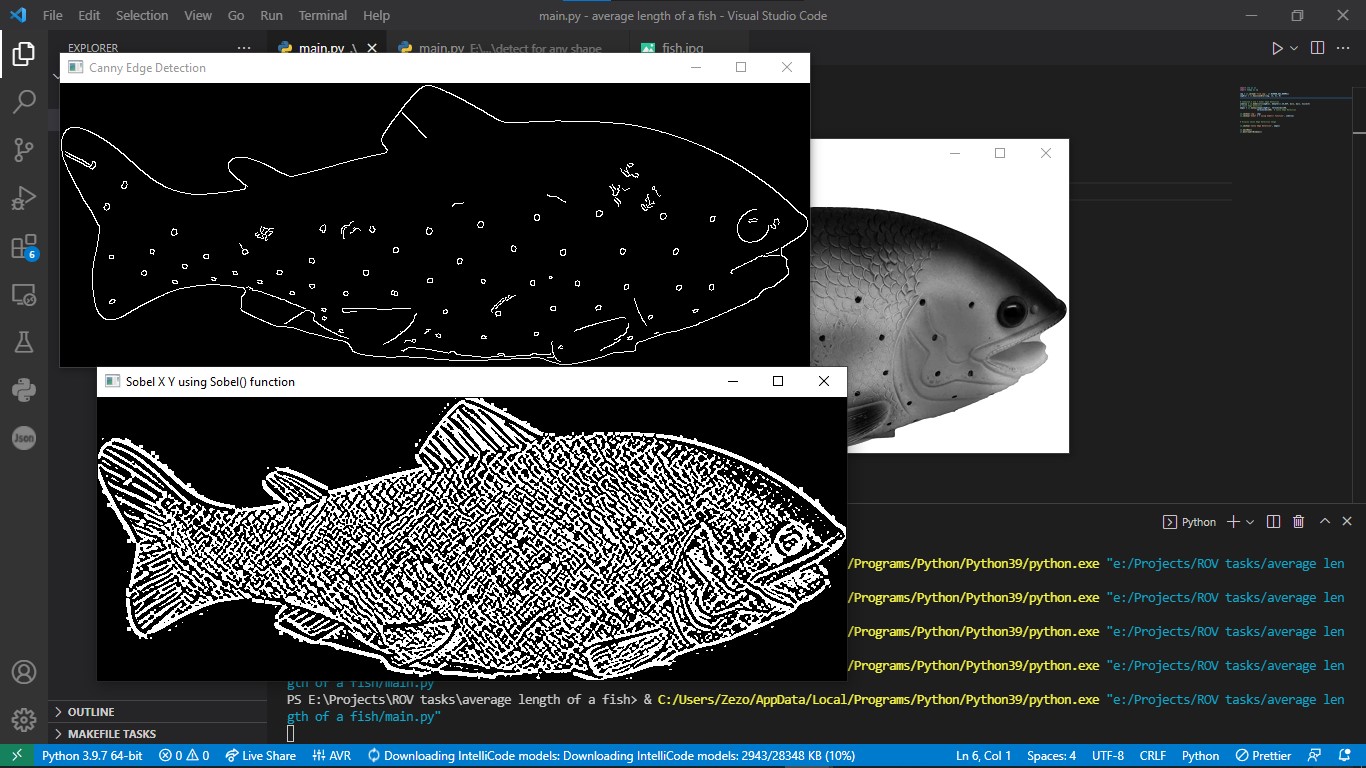 File Edit Selection View Go Run Terminal Help
main.py - average length of a fish - Visual Studio Code
EXPLORER
main.py .\
main.py E:\...\detect for any shape
fish.jpg
Canny Edge Detection
Sobel X Y using Sobel() function
6
Json
Python
/Programs/Python/Python39/python.exe "e:/Projects/ROV tasks/average len
/Programs/Python/Python39/python.exe "e:/Projects/ROV tasks/average len
/Programs/Python/Python39/python.exe "e:/Projects/ROV tasks/average len
/Programs/Python/Python39/python.exe "e:/Projects/ROV tasks/average len
gth of a fish/main.py"
PS E:\Projects\ROV tasks\average length of a fish> & C:/Users/Zezo/AppData/Local/Programs/Python/Python39/python.exe "e:/Projects/ROV tasks/average len
gth of a fish/main.py"
OUTLINE
MAKEFILE TASKS
Python 3.9.7 64-bit 0 0 Live Share AVR Downloading IntelliCode models: Downloading IntelliCode models: 2943/28348 KB (10%) Ln 6, Col 1 Spaces: 4 UTF-8 CRLF Python Prettier